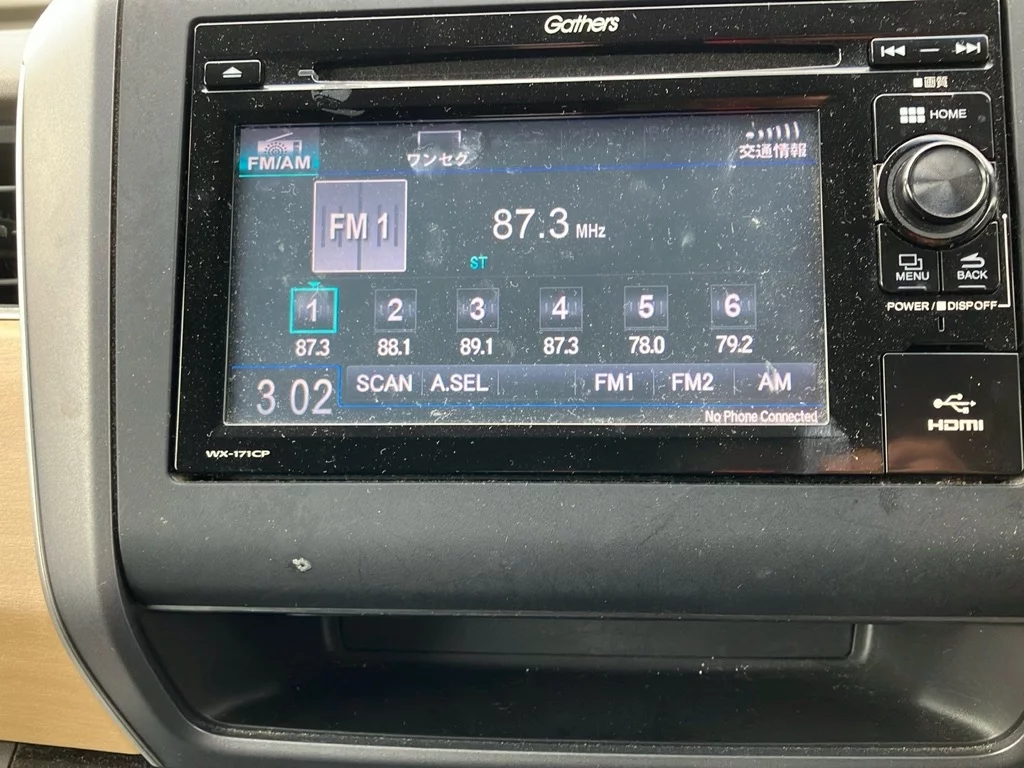 Gathers
■画質
HOME
FM/AM
ワンセグ
交通情報
FM 1
87.3 MHz
ST
MENU
BACK
POWER/■DISP OFF
1 2 3 4 5 6
87.3 88.1 89.1 87.3 78.0 79.2
3 02
SCAN A.SEL FM1 FM2 AM
No Phone Connected
HDMI
WX-171CP